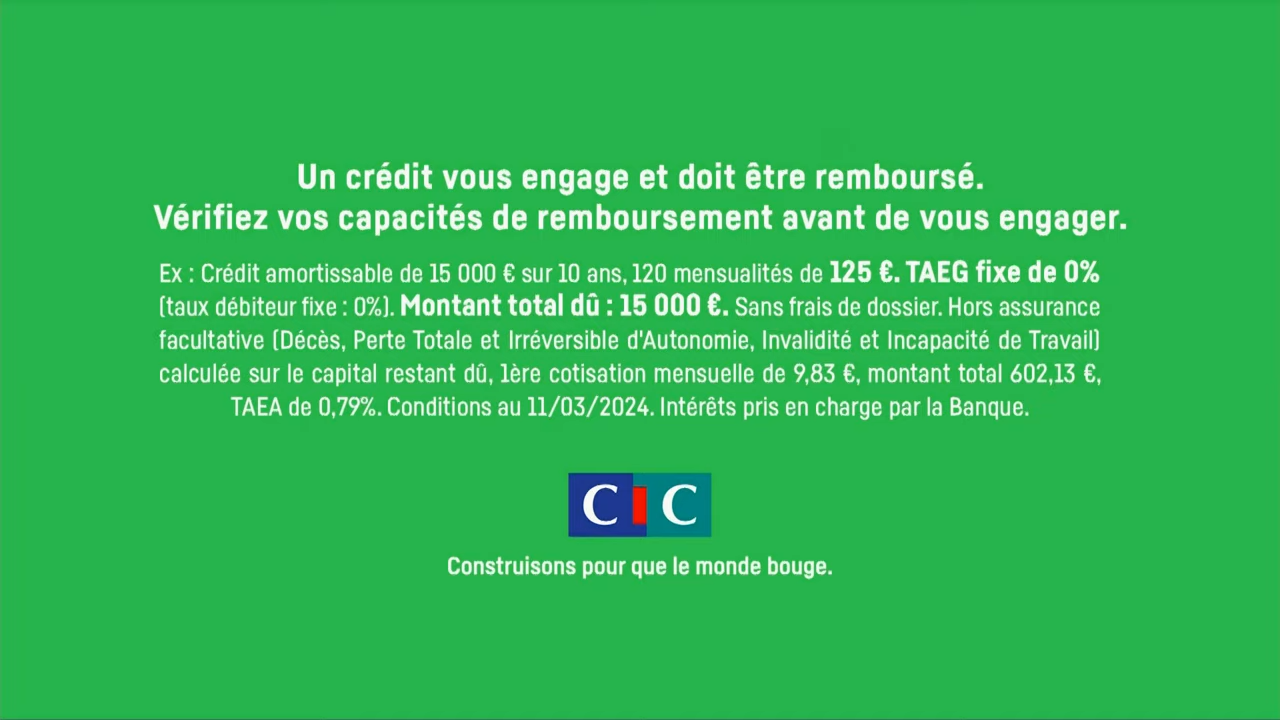 Un crédit vous engage et doit être remboursé.
Vérifiez vos capacités de remboursement avant de vous engager.
Ex : Crédit amortissable de 15 000 € sur 10 ans, 120 mensualités de 125 €. TAEG fixe de 0%
(taux débiteur fixe : 0%). Montant total dû : 15 000 €. Sans frais de dossier. Hors assurance
facultative (Décès, Perte Totale et Irréversible d'Autonomie, Invalidité et Incapacité de Travail)
calculée sur le capital restant dû, 1ère cotisation mensuelle de 9,83 €, montant total 602,13 €,
TAEA de 0,79%. Conditions au 11/03/2024. Intérêts pris en charge par la Banque.
CIC
Construisons pour que le monde bouge.